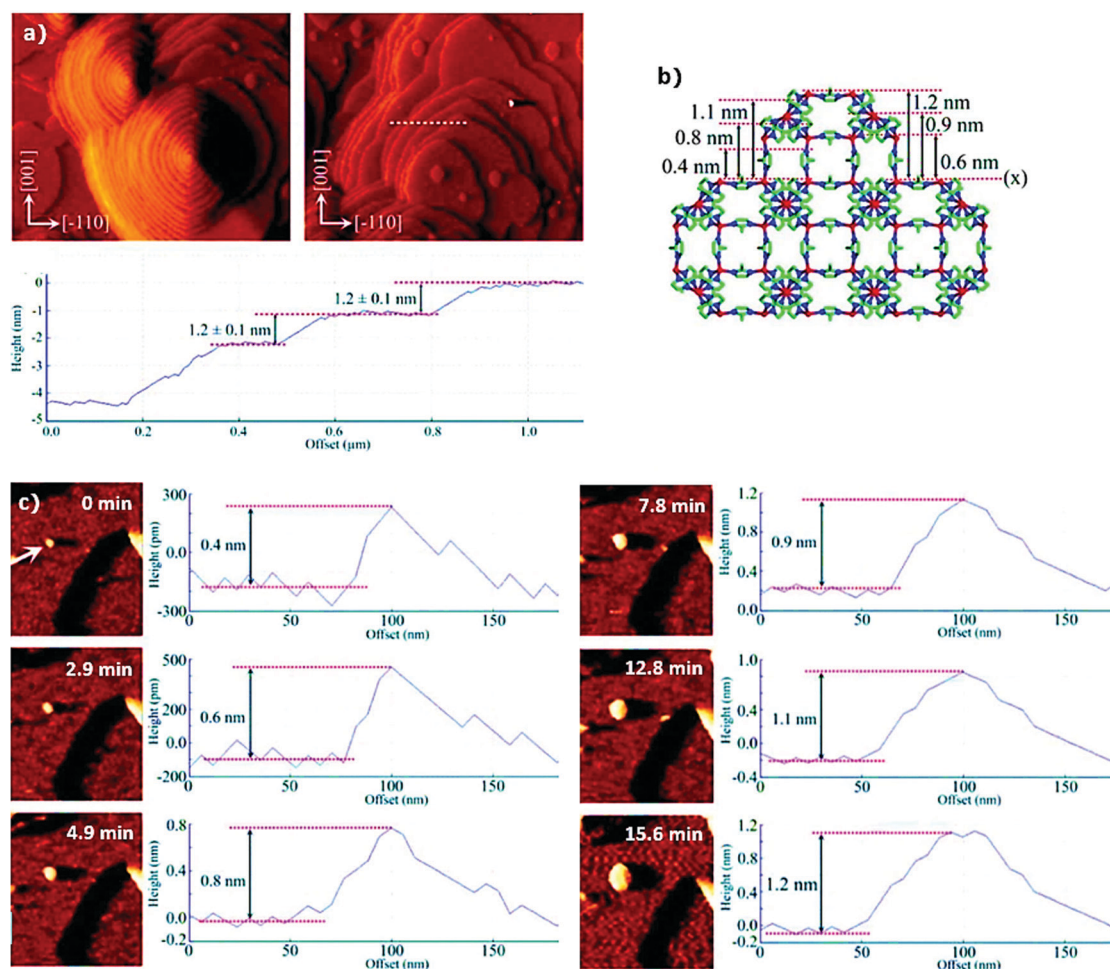 a)
[001]
[-110]
[001]
[-110]
Height (nm)
0
-1
-2
-3
-4
-5
1.2 ± 0.1 nm
1.2 ± 0.1 nm
0.0
0.2
0.4
0.6
0.8
1.0
Offset (µm)
b)
1.1 nm
0.8 nm
0.4 nm
1.2 nm
0.9 nm
0.6 nm
(x)
c)
0 min
Height (pm)
300
0.0
-300
0.4 nm
0
50
100
150
Offset (nm)
2.9 min
Height (pm)
500
200
0.0
-200
0.6 nm
0
50
100
150
Offset (nm)
4.9 min
Height (nm)
0.8
0.4
0.0
-0.2
0.8 nm
0
50
100
150
Offset (nm)
7.8 min
Height (nm)
1.2
0.8
0.4
0.0
0.9 nm
0
50
100
150
Offset (nm)
12.8 min
Height (nm)
1.0
0.4
0.0
-0.4
1.1 nm
0
50
100
150
Offset (nm)
15.6 min
Height (nm)
1.2
0.8
0.4
0.0
-0.2
1.2 nm
0
50
100
150
Offset (nm)